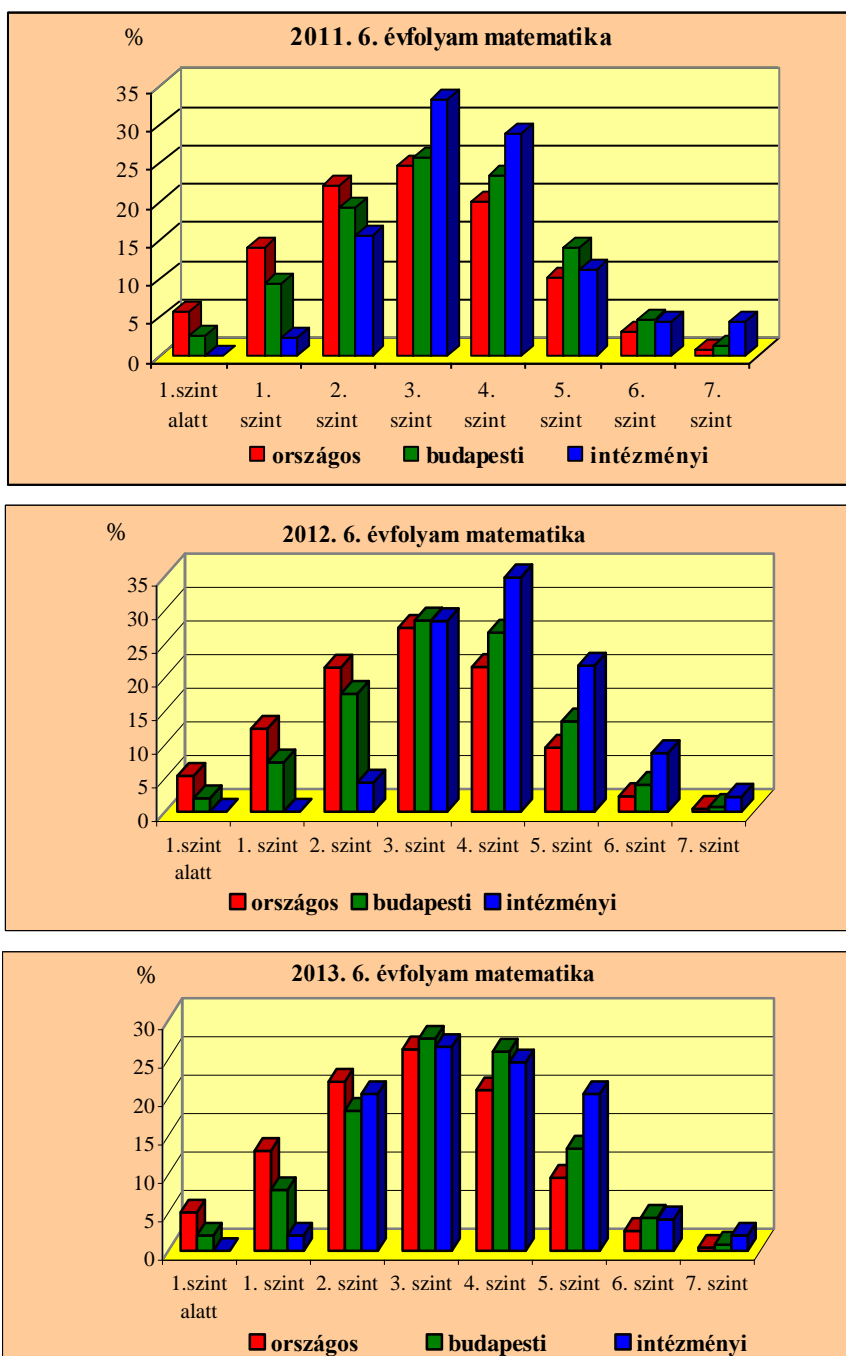 % 2011. 6. évfolyam matematika
35
30
25
20
15
10
5
0
1.szint 1. 2. 3. 4. 5. 6. 7.
alatt szint szint szint szint szint szint szint
országos budapesti intézményi
% 2012. 6. évfolyam matematika
35
30
25
20
15
10
5
0
1.szint 1. szint 2. szint 3. szint 4. szint 5. szint 6. szint 7. szint
alatt
országos budapesti intézményi
% 2013. 6. évfolyam matematika
30
25
20
15
10
5
0
1.szint 1. szint 2. szint 3. szint 4. szint 5. szint 6. szint 7. szint
alatt
országos budapesti intézményi